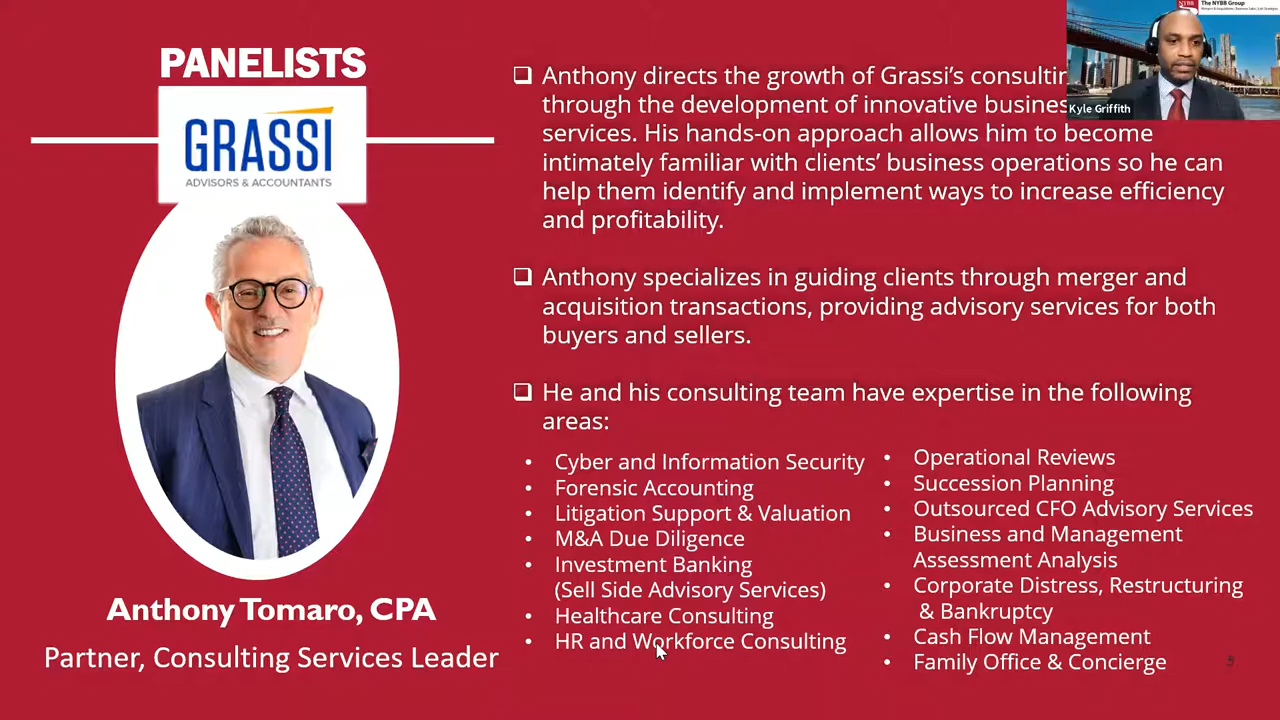 PANELISTS
GRASSI
ADVISORS & ACCOUNTANTS
Anthony Tomaro, CPA
Partner, Consulting Services Leader
❑ Anthony directs the growth of Grassi’s
through the development of innovative
services. His hands-on approach allows him to become
intimately familiar with clients’ business operations so he can
help them identify and implement ways to increase efficiency
and profitability.
❑ Anthony specializes in guiding clients through merger and
acquisition transactions, providing advisory services for both
buyers and sellers.
❑ He and his consulting team have expertise in the following
areas:
• Cyber and Information Security
• Forensic Accounting
• Litigation Support & Valuation
• M&A Due Diligence
• Investment Banking
(Sell Side Advisory Services)
• Healthcare Consulting
• HR and Workforce Consulting
• Operational Reviews
• Succession Planning
• Outsourced CFO Advisory Services
• Business and Management
Assessment Analysis
• Corporate Distress, Restructuring
& Bankruptcy
• Cash Flow Management
• Family Office & Concierge
The NYBB Group
Kyle Griffith